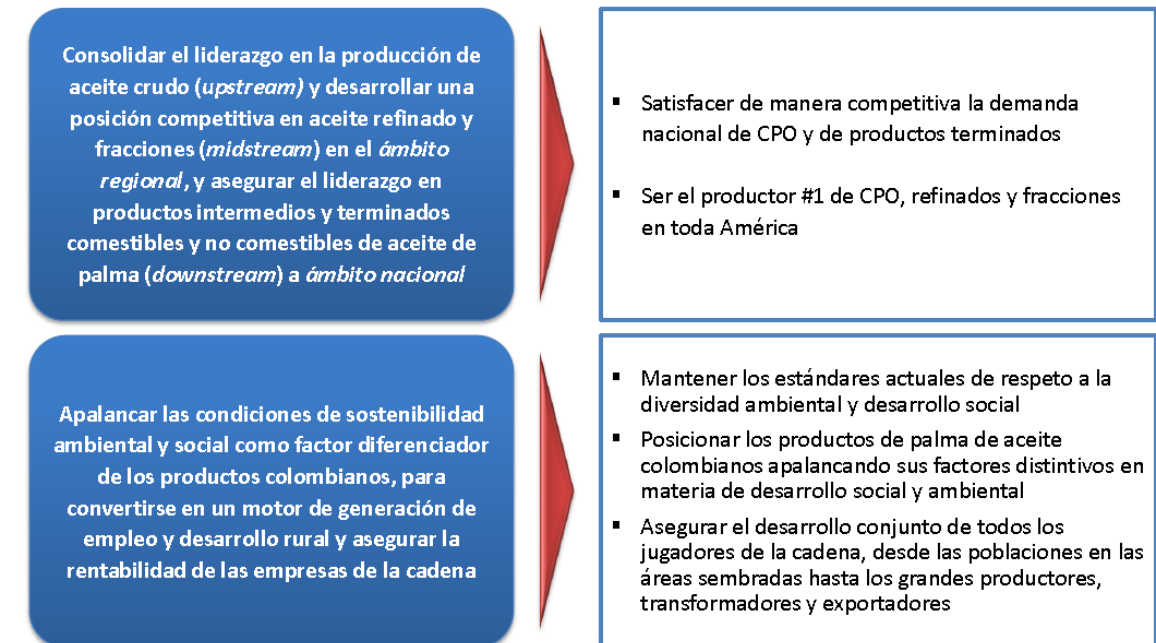 Consolidar el liderazgo en la producción de
aceite crudo (upstream) y desarrollar una
posición competitiva en aceite refinado y
fracciones (midstream) en el ámbito
regional, y asegurar el liderazgo en
productos intermedios y terminados
comestibles y no comestibles de aceite de
palma (downstream) a ámbito nacional
▪ Satisfacer de manera competitiva la demanda
nacional de CPO y de productos terminados
▪ Ser el productor #1 de CPO, refinados y fracciones
en toda América
Apalancar las condiciones de sostenibilidad
ambiental y social como factor diferenciador
de los productos colombianos, para
convertirse en un motor de generación de
empleo y desarrollo rural y asegurar la
rentabilidad de las empresas de la cadena
▪ Mantener los estándares actuales de respeto a la
diversidad ambiental y desarrollo social
▪ Posicionar los productos de palma de aceite
colombianos apalancando sus factores distintivos en
materia de desarrollo social y ambiental
▪ Asegurar el desarrollo conjunto de todos los
jugadores de la cadena, desde las poblaciones en las
áreas sembradas hasta los grandes productores,
transformadores y exportadores